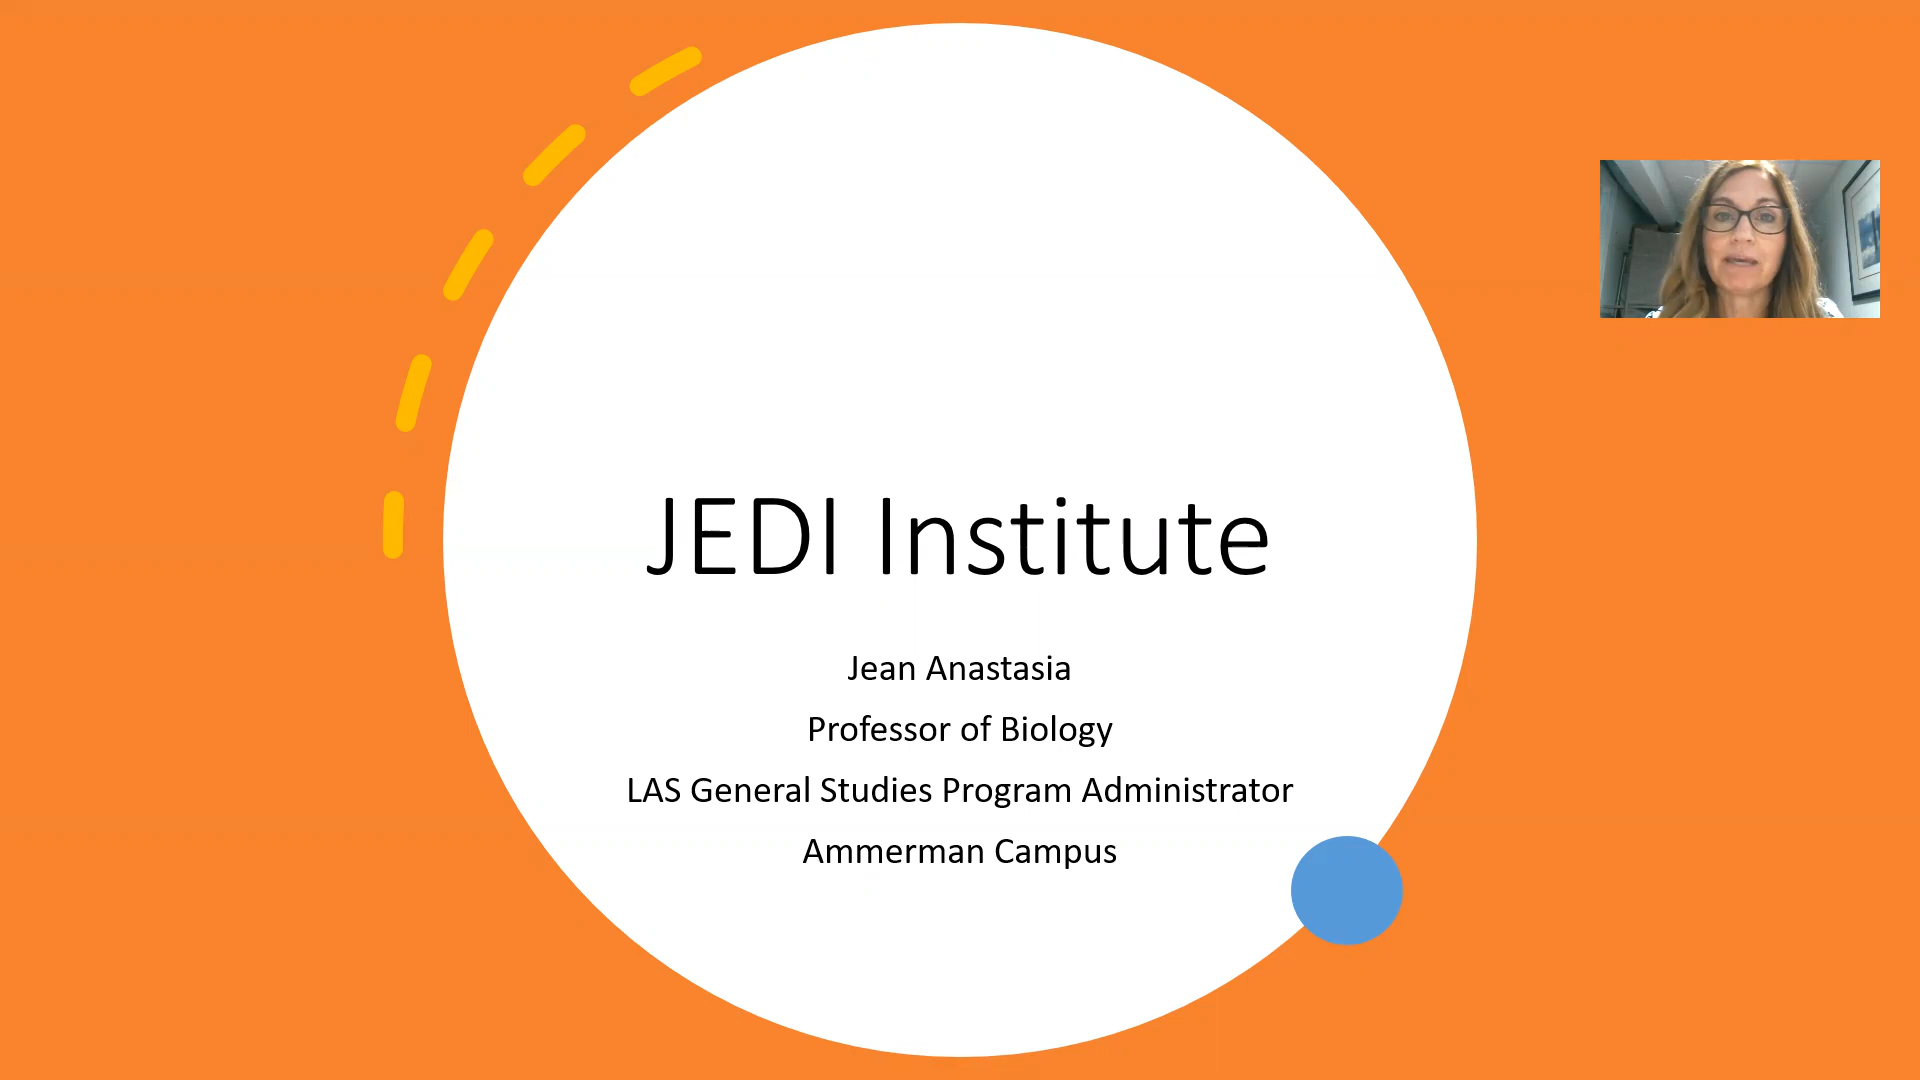 JEDI Institute
Jean Anastasia
Professor of Biology
LAS General Studies Program Administrator
Ammerman Campus